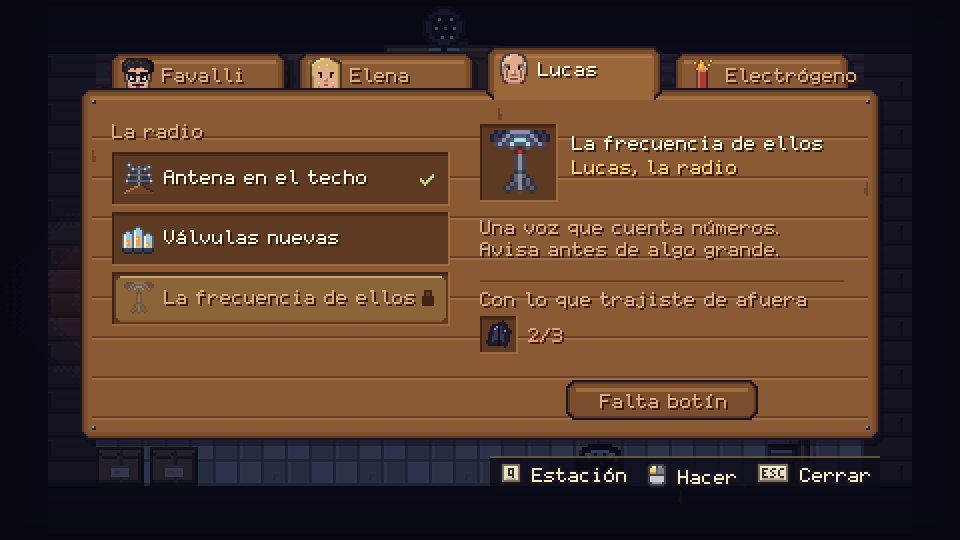 Favalli
Elena
Lucas
Electrógeno
La radio
Antena en el techo
Válvulas nuevas
La frecuencia de ellos
La frecuencia de ellos
Lucas, la radio
Una voz que cuenta números.
Avisa antes de algo grande.
Con lo que trajiste de afuera
2/3
Falta botín
Q Estación
Hacer
ESC Cerrar